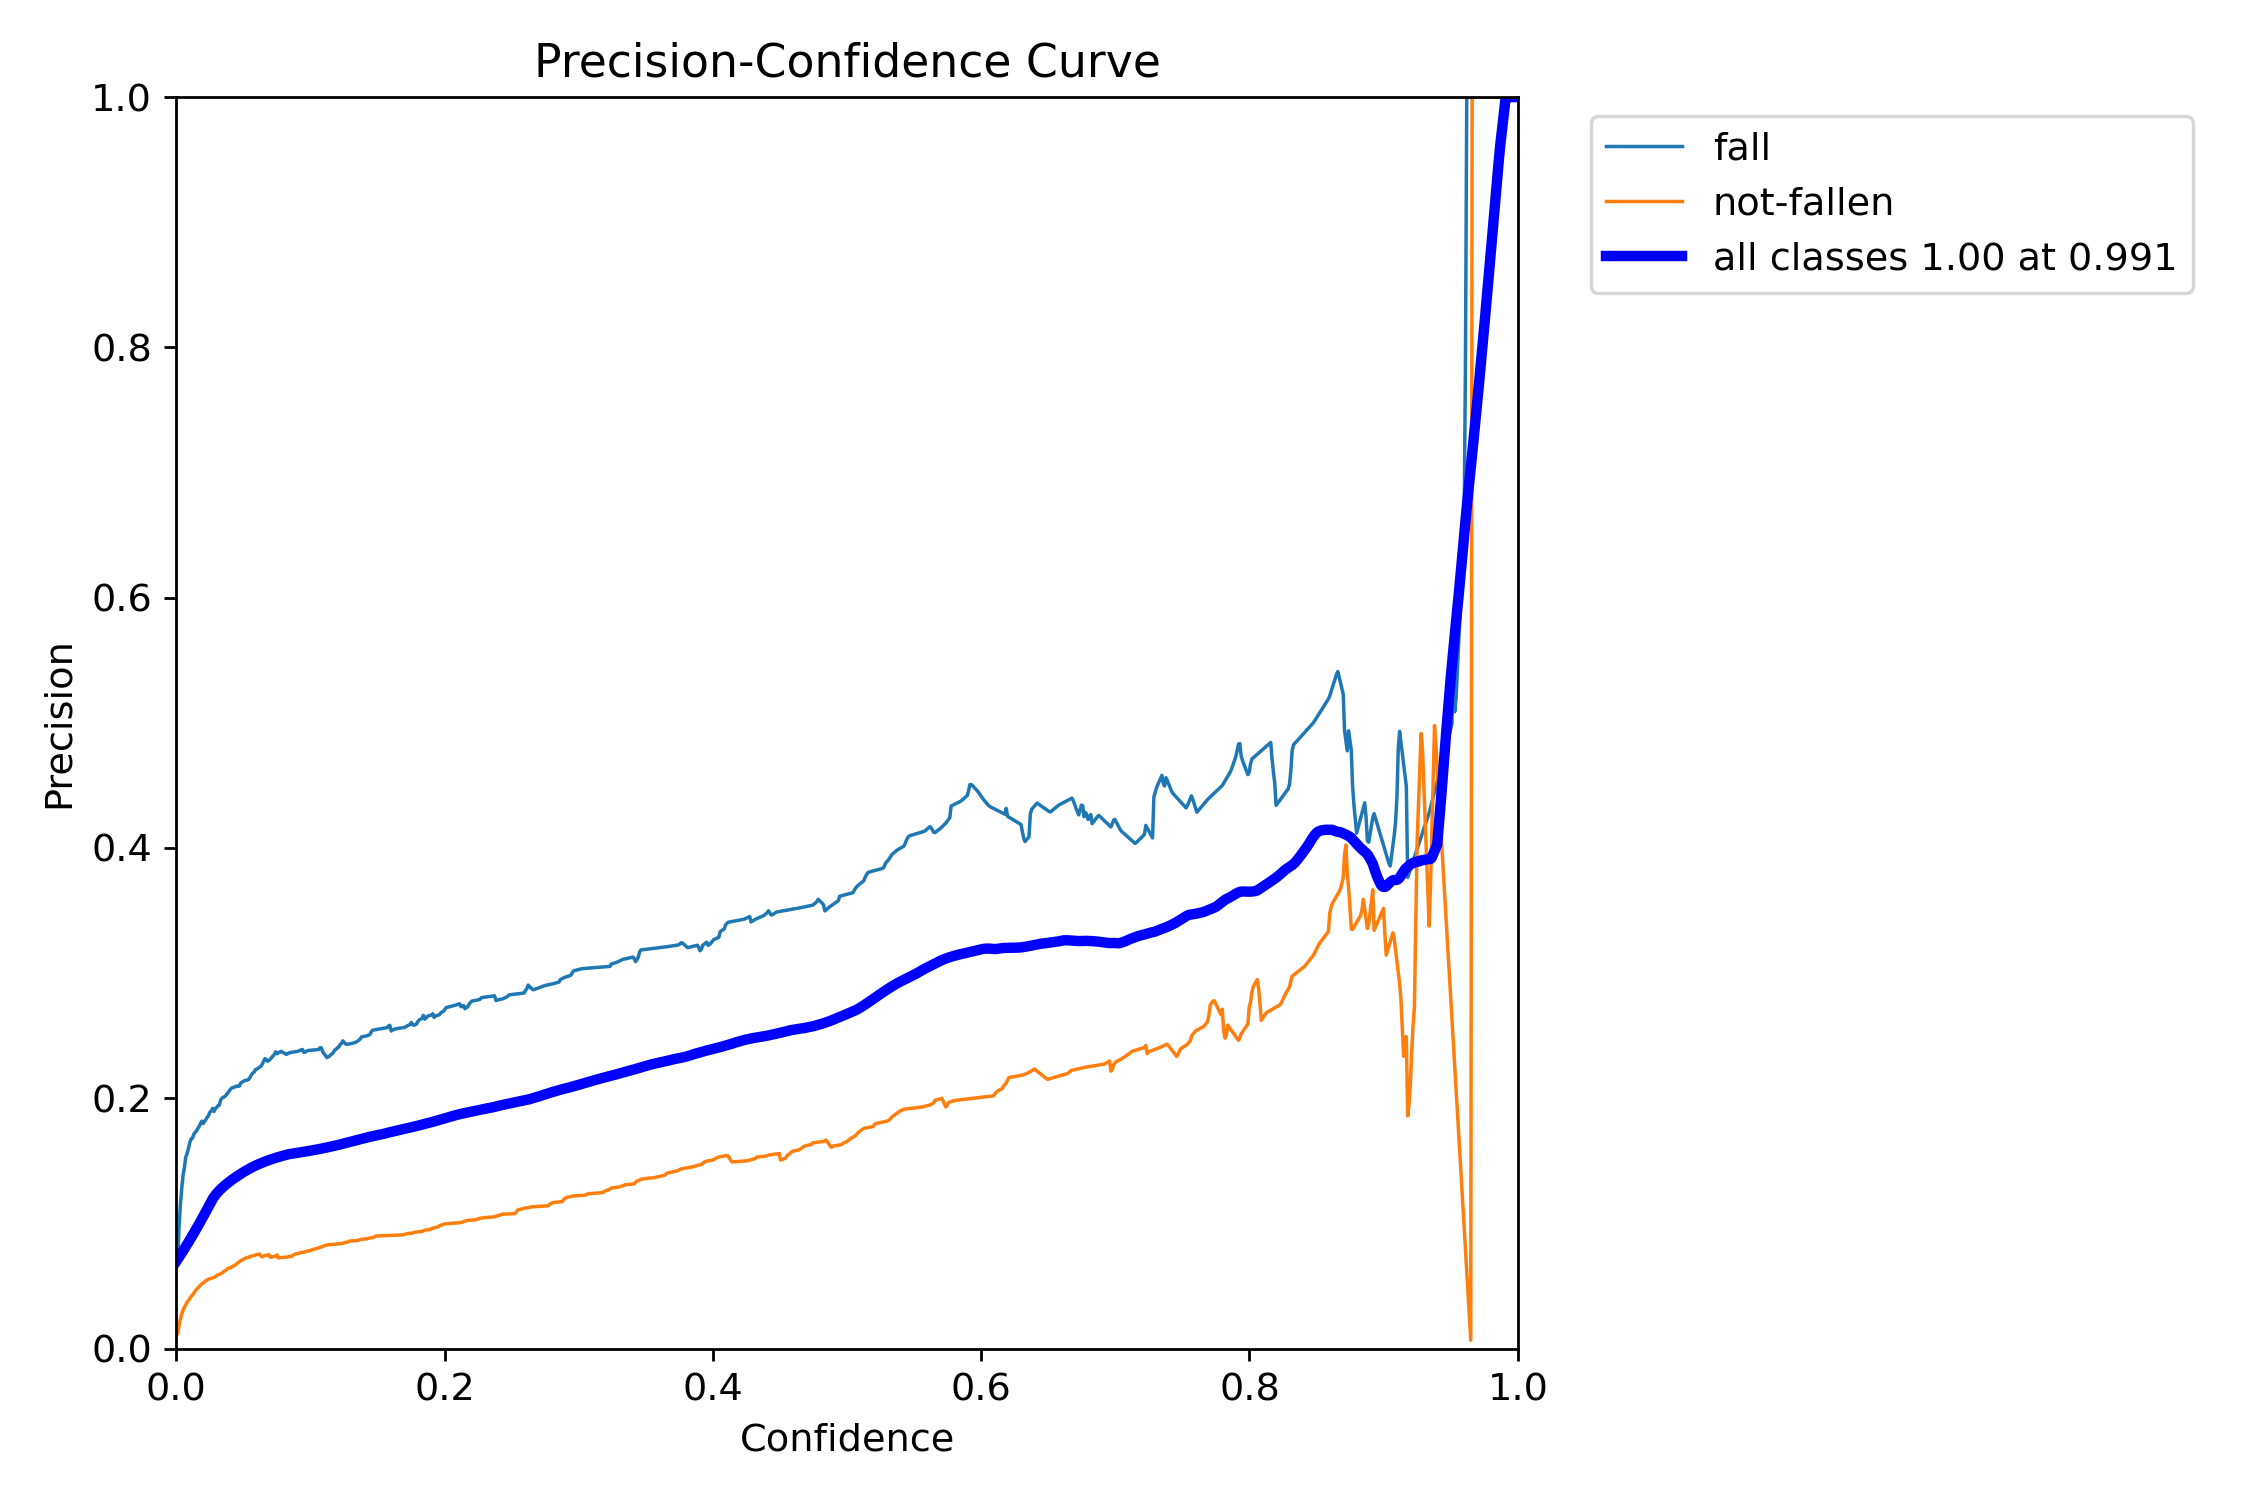 Precision-Confidence Curve
1.0
0.8
0.6
0.4
0.2
0.0
Precision
0.0 0.2 0.4 0.6 0.8 1.0
Confidence
fall
not-fallen
all classes 1.00 at 0.991